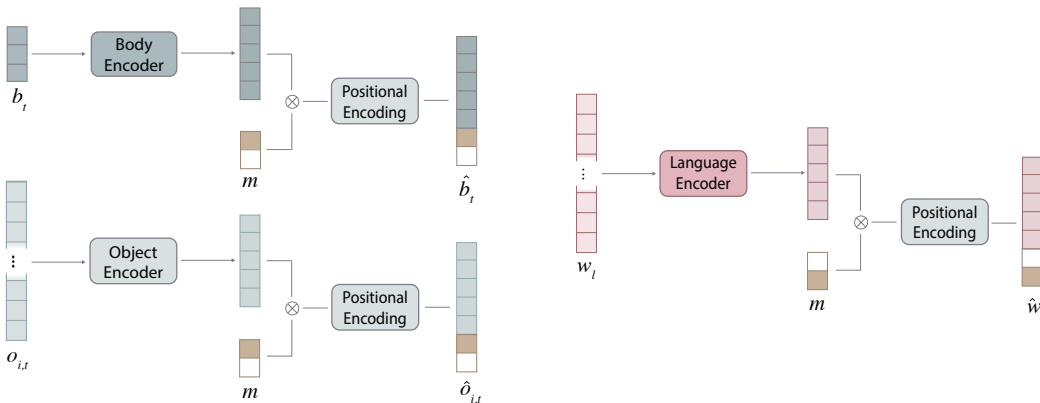 Body
Encoder
b_t
Positional
Encoding
m
b̂_t
Object
Encoder
o_{i,t}
Positional
Encoding
m
ô_{i,t}
Language
Encoder
w_l
Positional
Encoding
m
ŵ